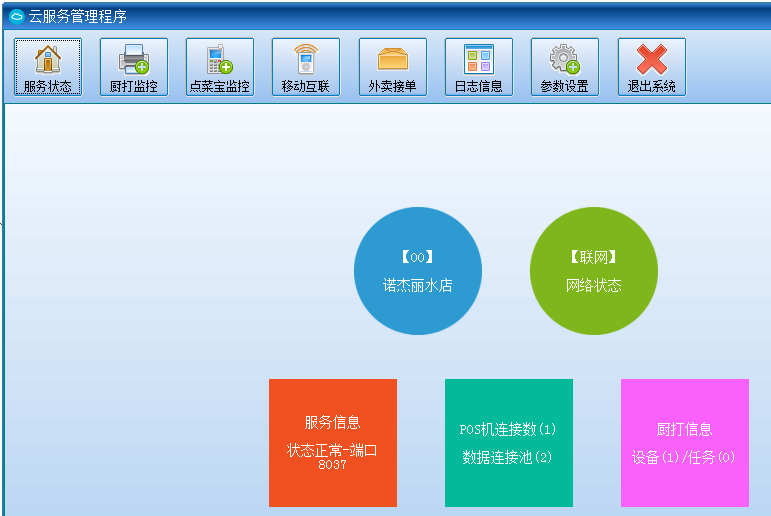 云服务管理程序
服务状态
厨打监控
点菜宝监控
移动互联
外卖接单
日志信息
参数设置
退出系统
【00】
诺杰丽水店
【联网】
网络状态
服务信息
状态正常-端口
8037
POS机连接数(1)
数据连接池(2)
厨打信息
设备(1)/任务(0)